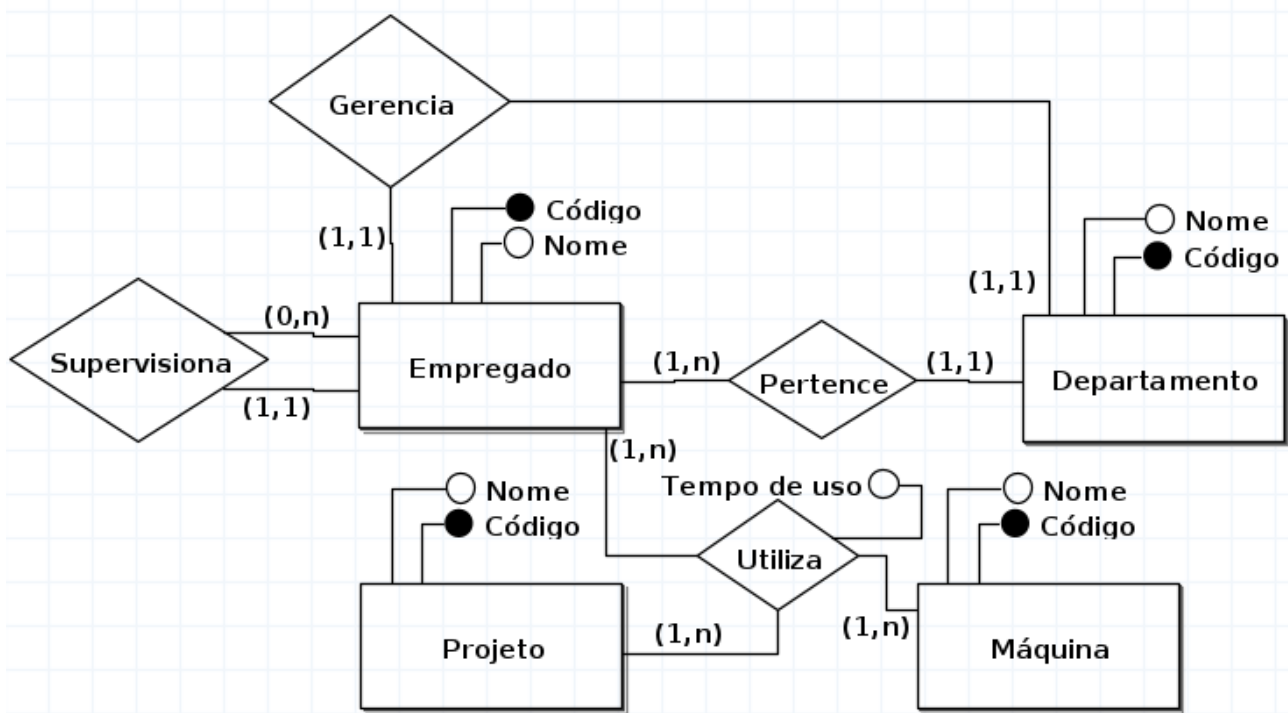 Gerencia
(1,1)
Código
Nome
(1,1)
Nome
Código
(0,n)
Supervisiona
(1,1)
Empregado
(1,n)
Pertence
(1,1)
Departamento
(1,n)
Tempo de uso
Nome
Código
Nome
Código
Utiliza
Projeto
(1,n)
(1,n)
Máquina